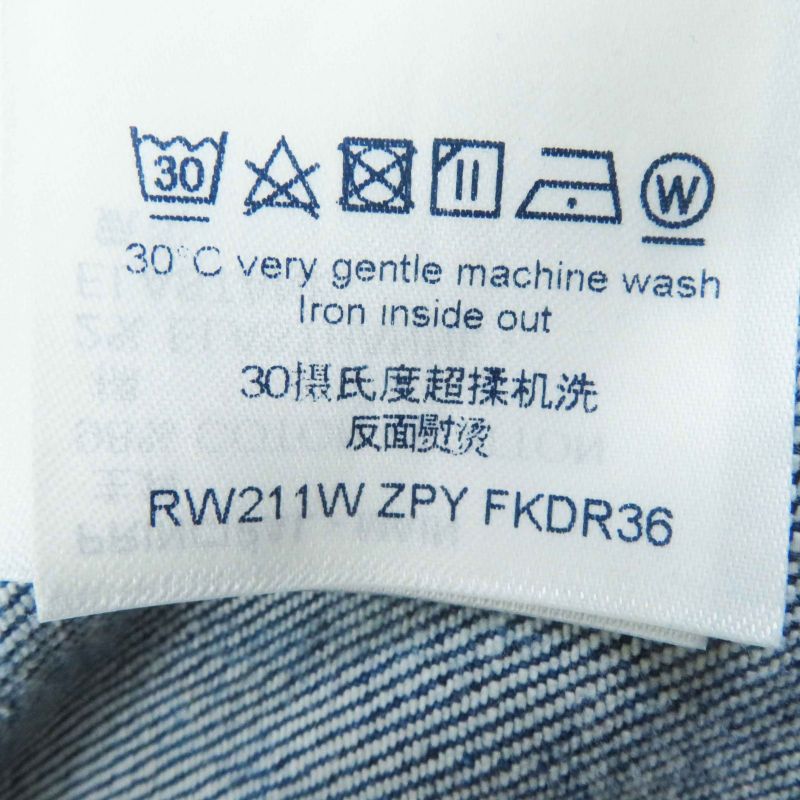 30
W
30°C very gentle machine wash
Iron inside out
30摄氏度超揉机洗
反面熨烫
RW211W ZPY FKDR36